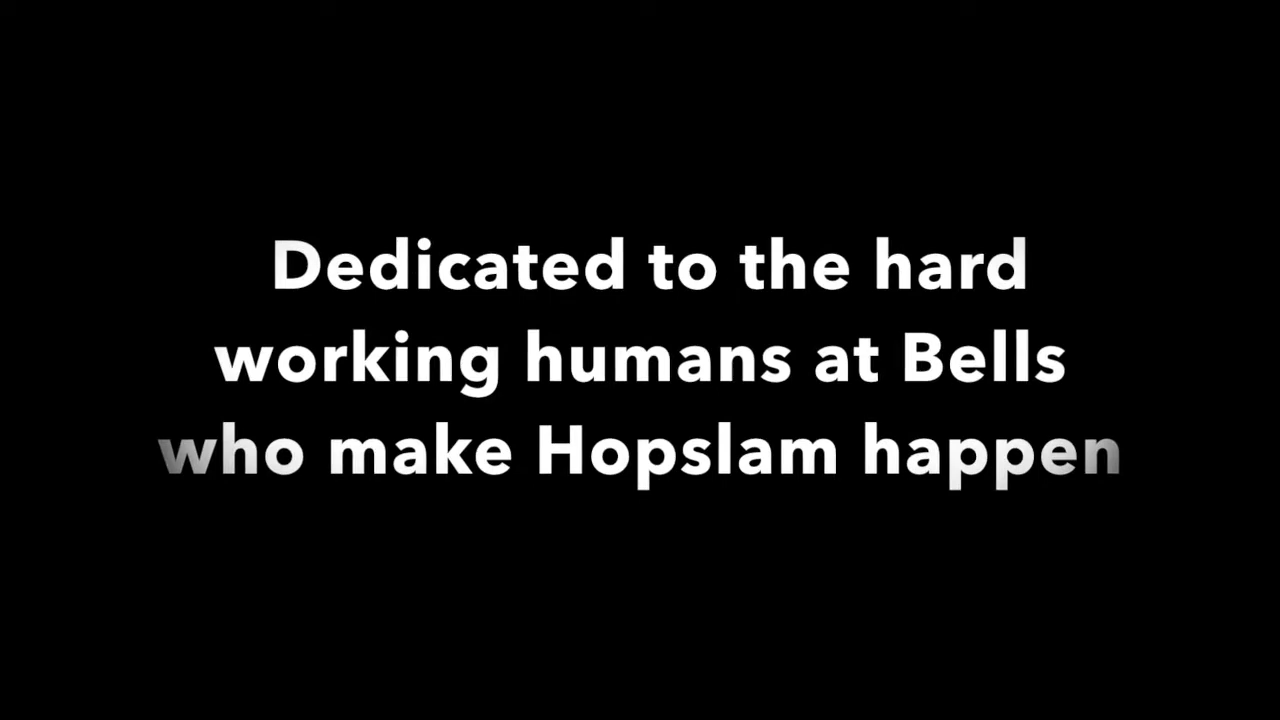 Dedicated to the hard
working humans at Bells
who make Hopslam happen